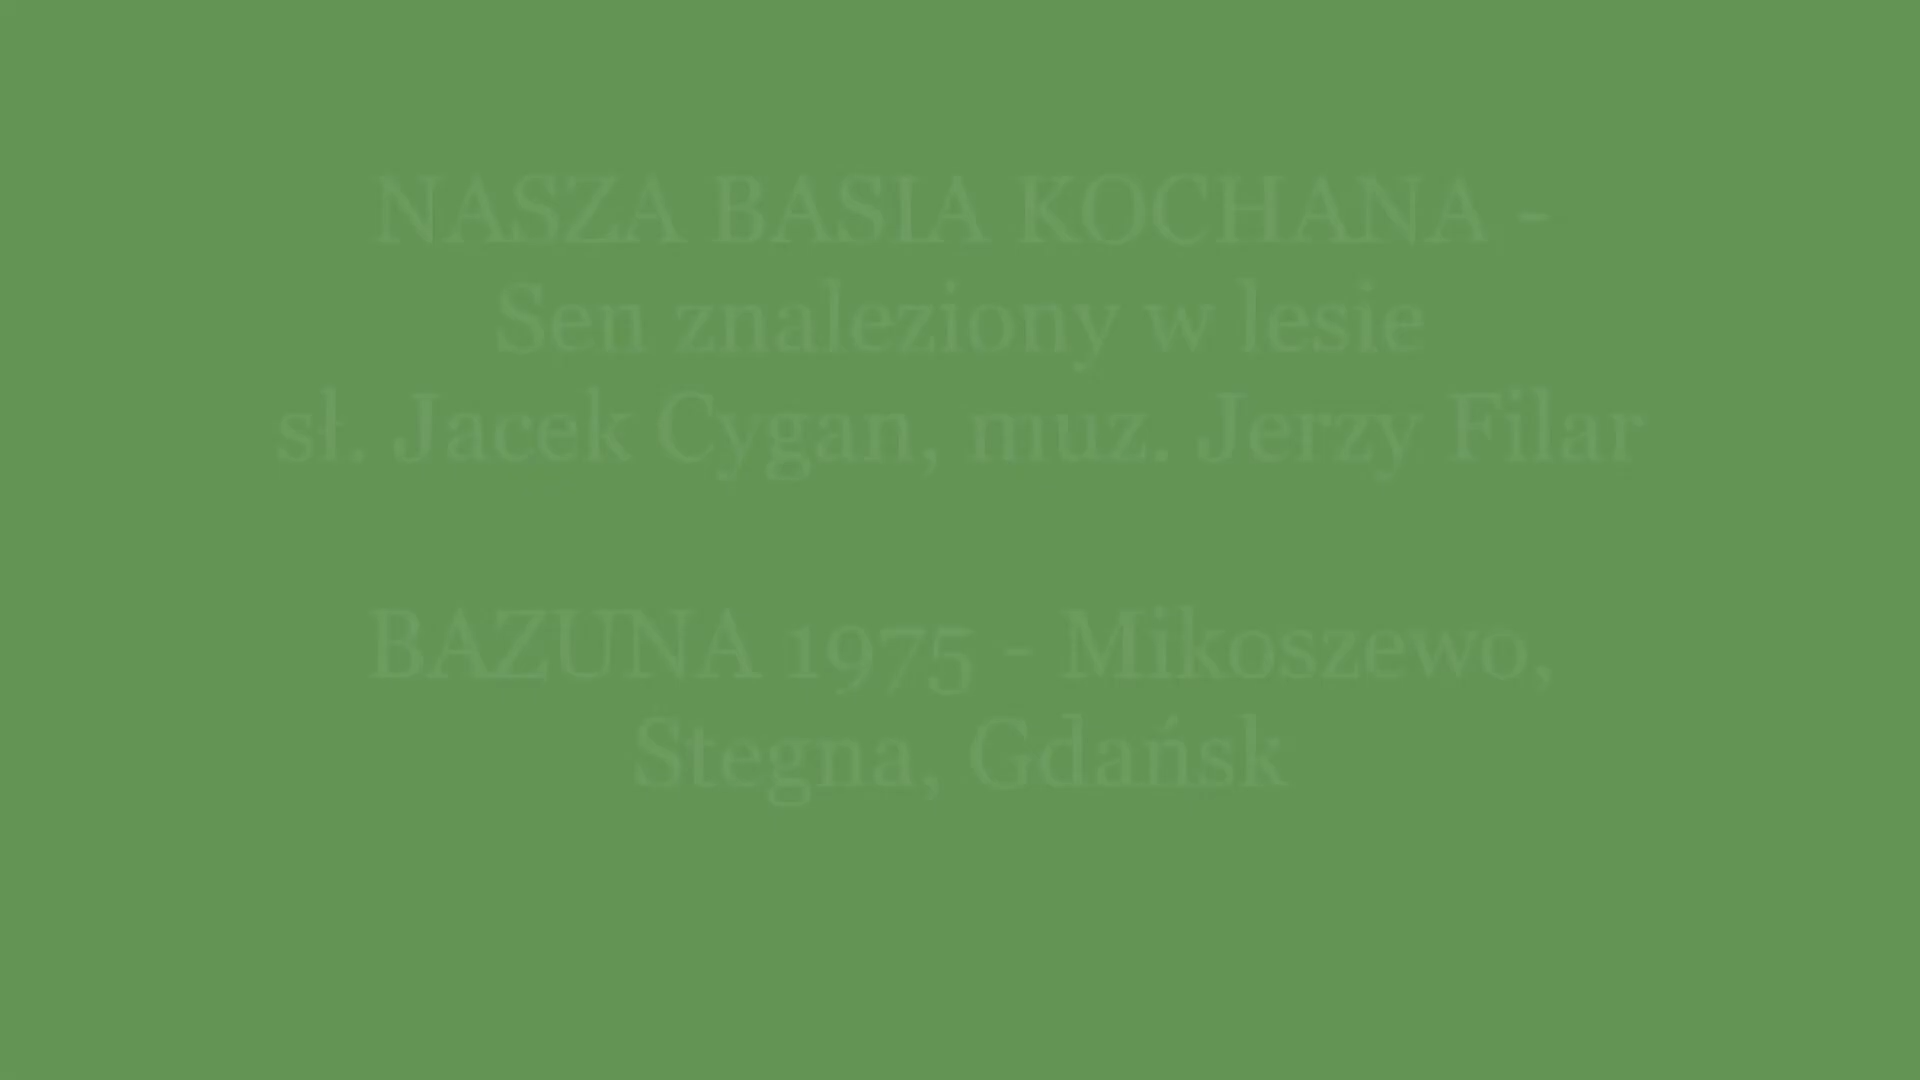 NASZA BASIA KOCHANA -
Sen znaleziony w lesie
sł. Jacek Cygan, muz. Jerzy Filar
BAZUNA 1975 - Mikoszewo,
Stegna, Gdańsk